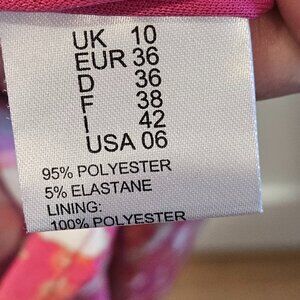 UK 10
EUR 36
D 36
F 38
I 42
USA 06
95% POLYESTER
5% ELASTANE
LINING:
100% POLYESTER